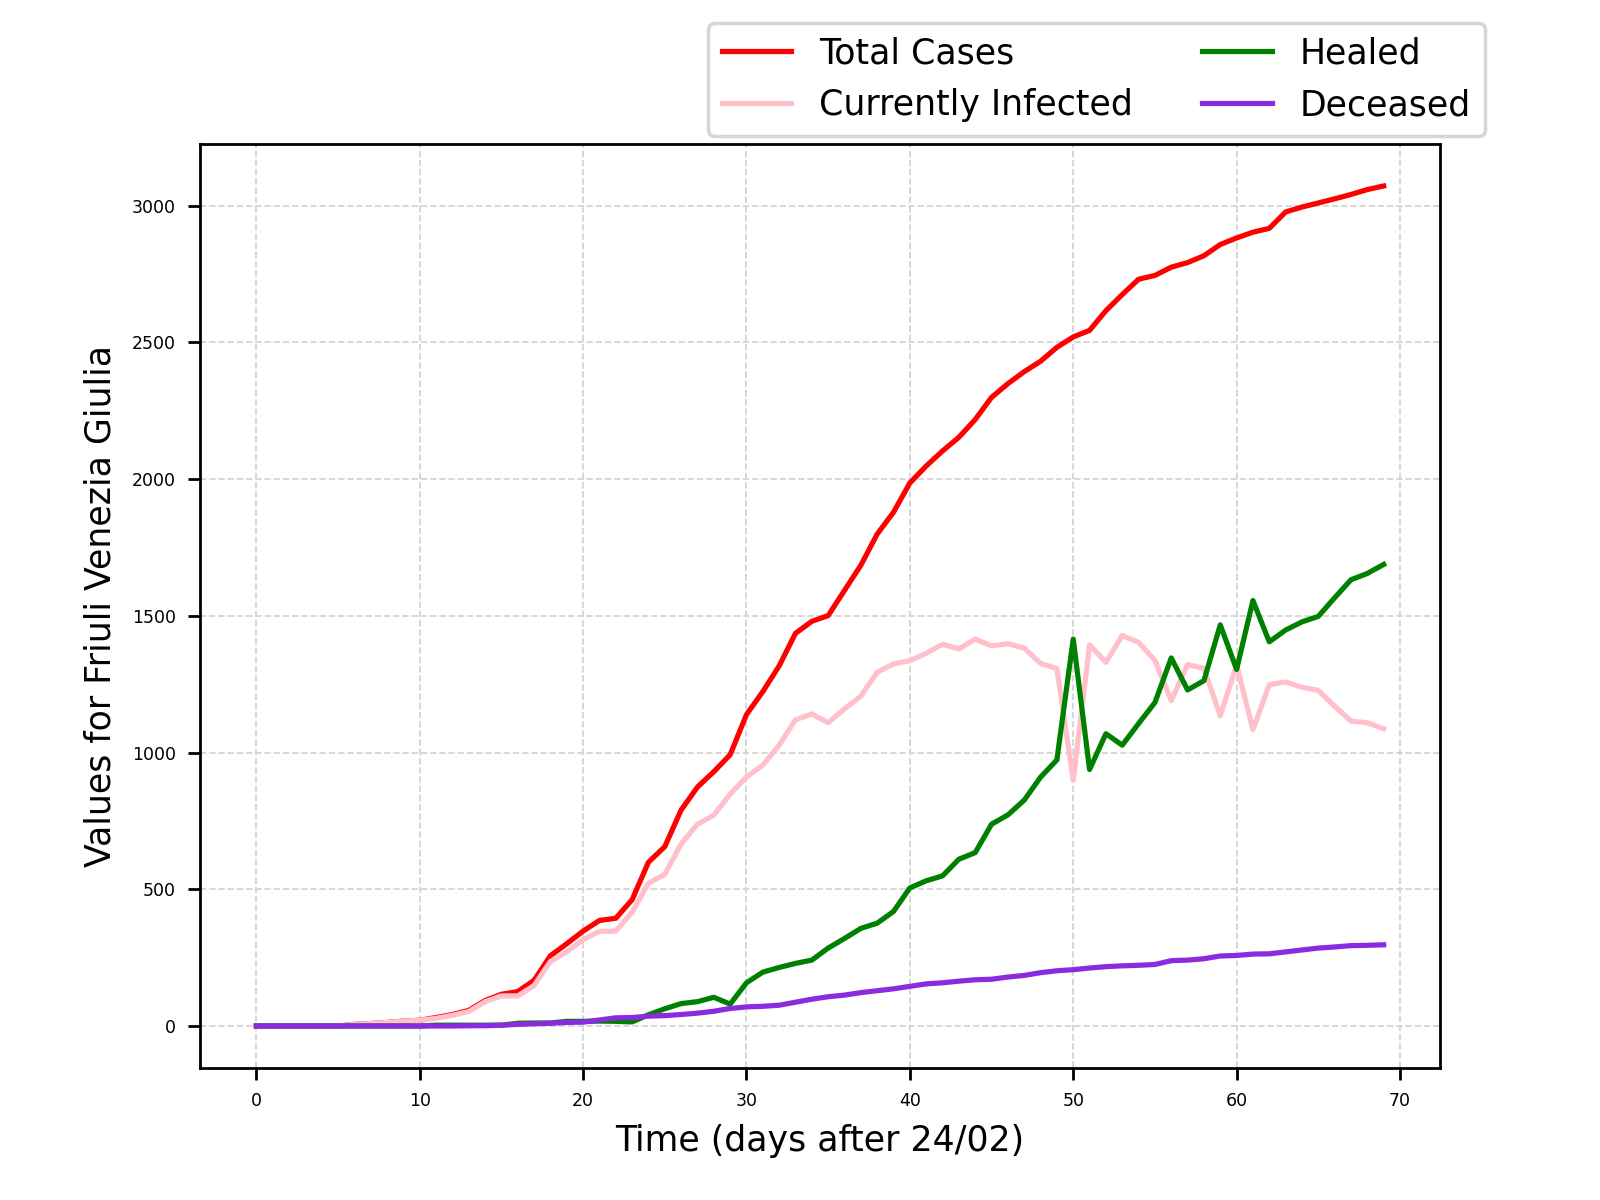 Total Cases
Currently Infected
Healed
Deceased
Values for Friuli Venezia Giulia
3000
2500
2000
1500
1000
500
0
0 10 20 30 40 50 60 70
Time (days after 24/02)